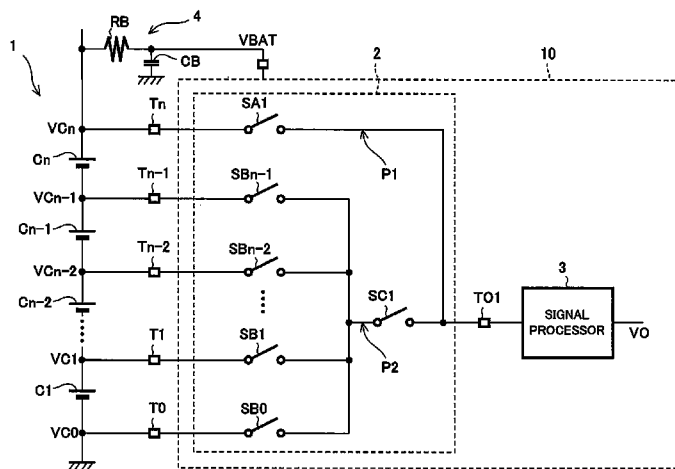 RB
4
1
VBAT
CB
2
10
Tn
SA1
VCn
P1
Cn
Tn-1
SBn-1
VCn-1
Cn-1
Tn-2
SBn-2
VCn-2
Cn-2
SC1
TO1
3
SIGNAL
PROCESSOR
VO
T1
SB1
VC1
P2
C1
T0
SB0
VC0